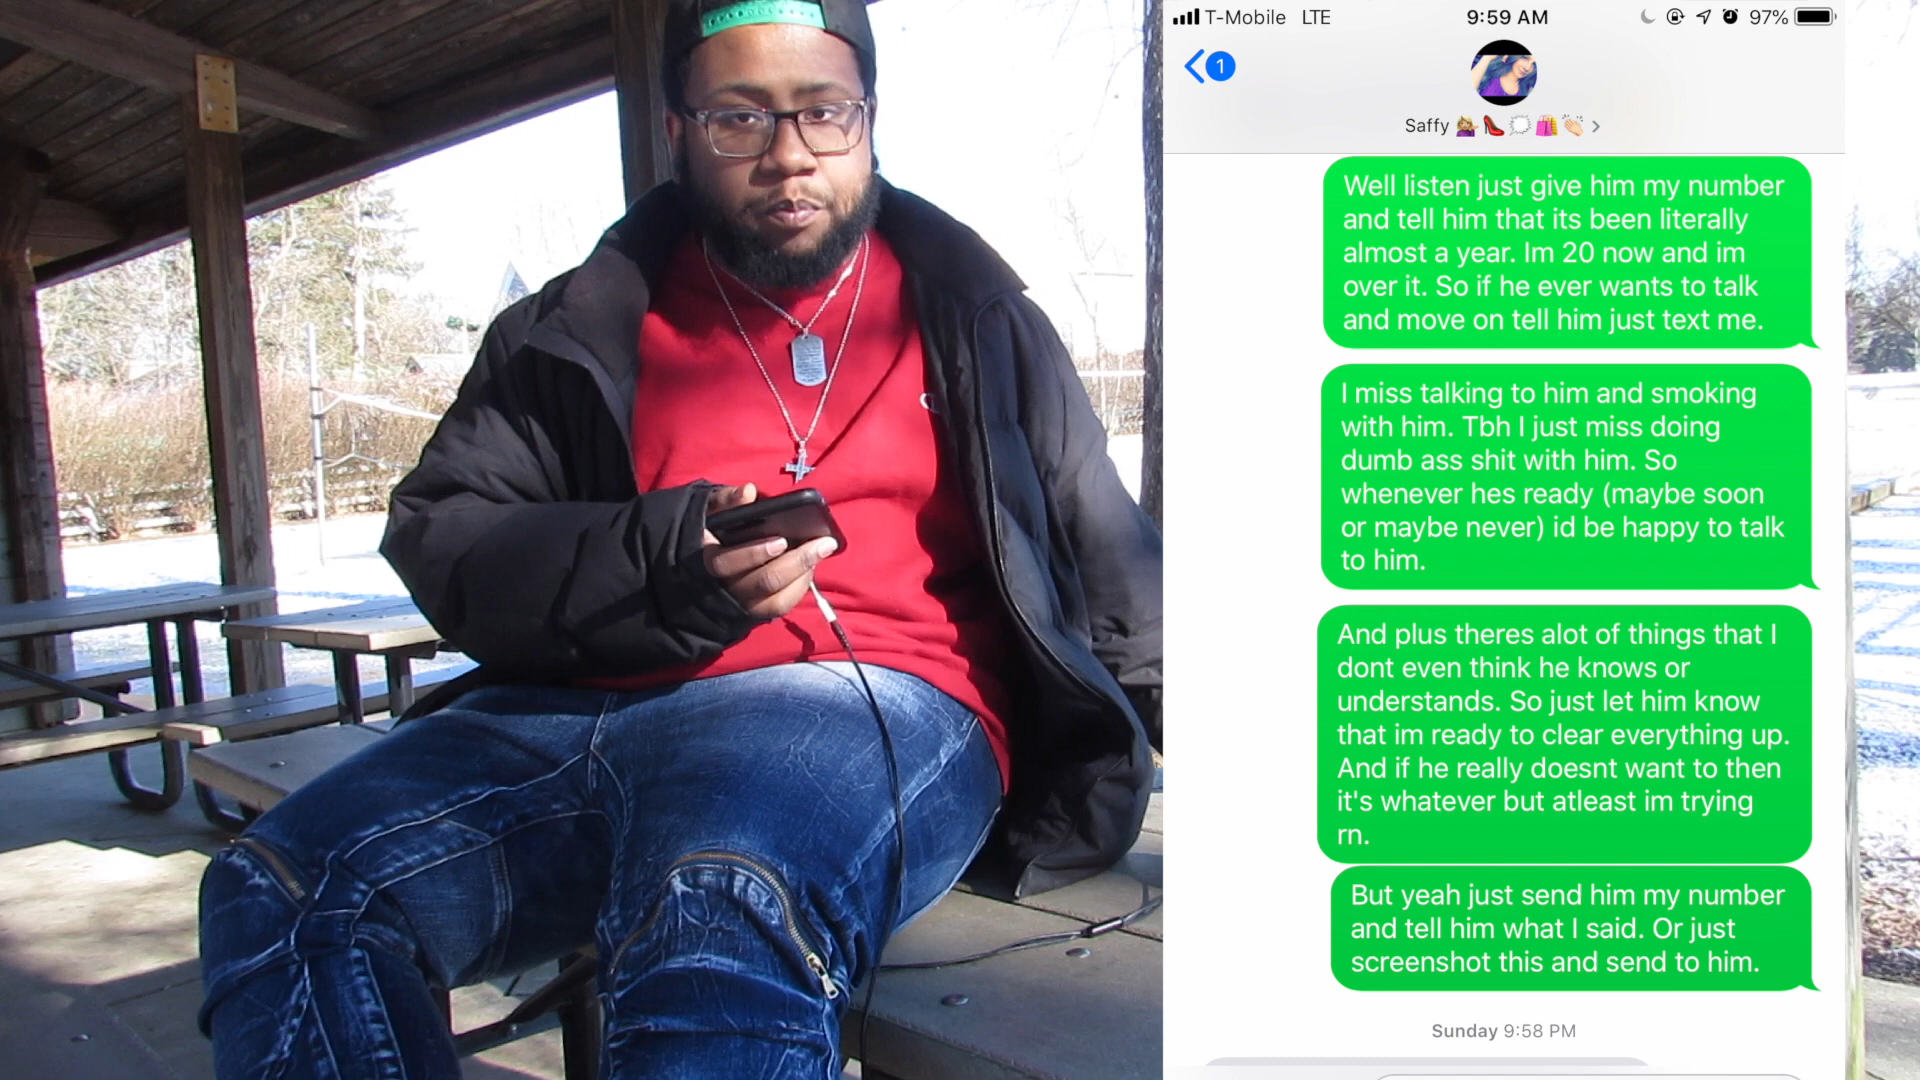 T-Mobile LTE 9:59 AM 97%
1
Saffy
Well listen just give him my number
and tell him that its been literally
almost a year. Im 20 now and im
over it. So if he ever wants to talk
and move on tell him just text me.
I miss talking to him and smoking
with him. Tbh I just miss doing
dumb ass shit with him. So
whenever hes ready (maybe soon
or maybe never) id be happy to talk
to him.
And plus theres alot of things that I
dont even think he knows or
understands. So just let him know
that im ready to clear everything up.
And if he really doesnt want to then
it's whatever but atleast im trying
rn.
But yeah just send him my number
and tell him what I said. Or just
screenshot this and send to him.
Sunday 9:58 PM